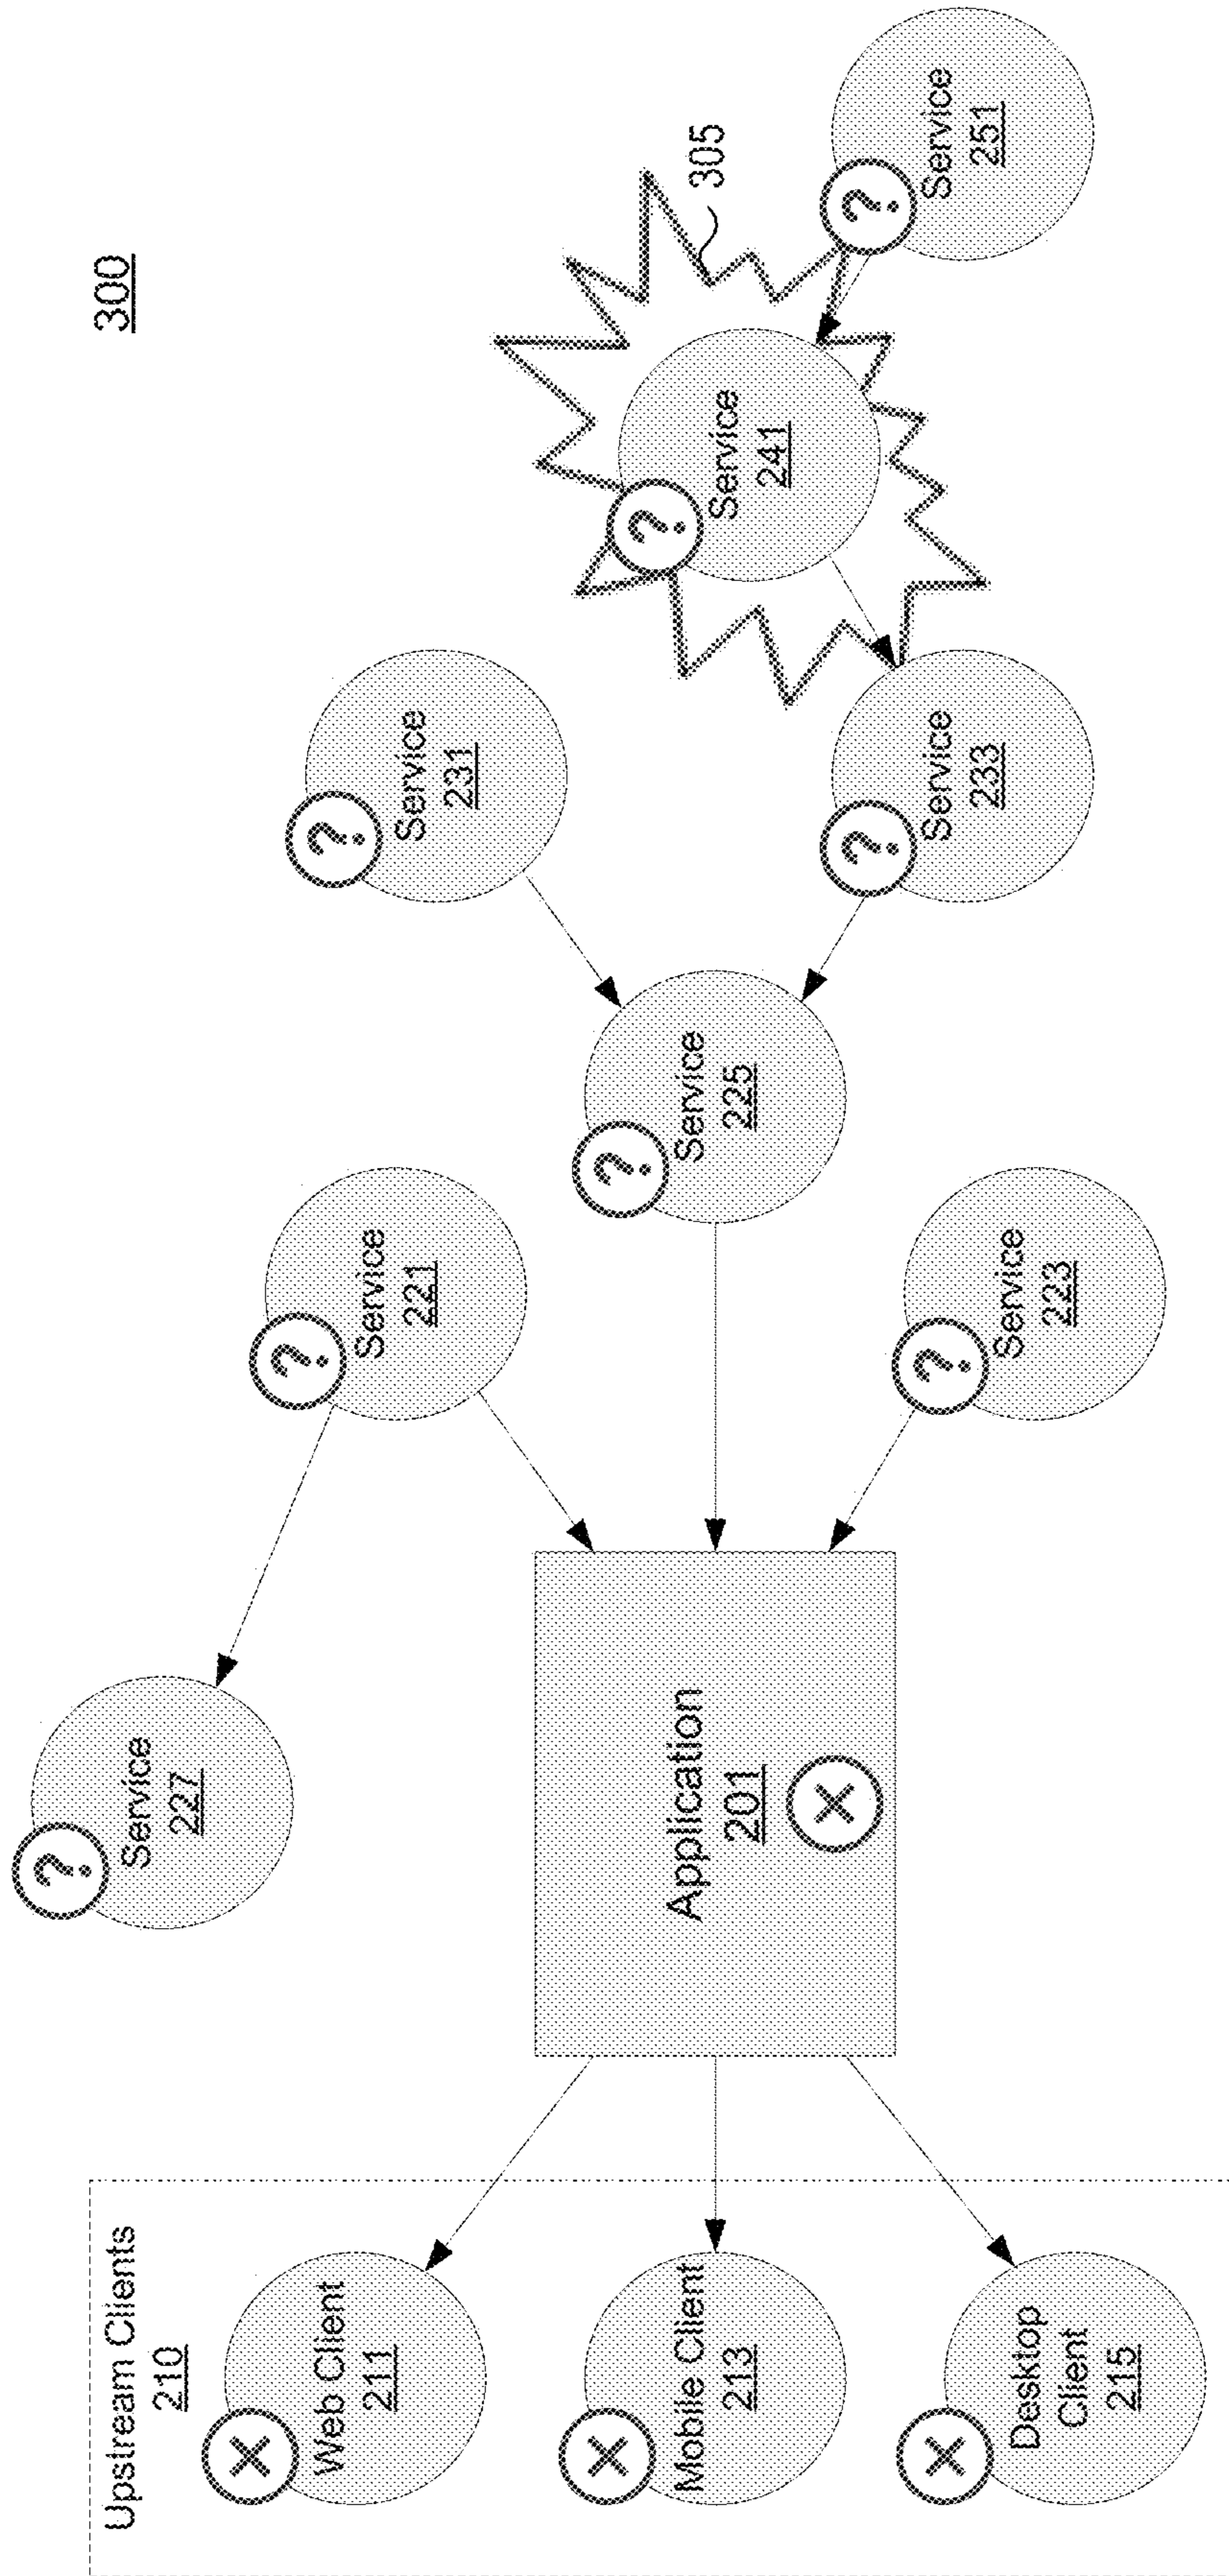 300
Upstream Clients
210
X
Web Client
211
X
Mobile Client
213
X
Desktop
Client
215
Application
201
X
?
Service
227
?
Service
221
?
Service
225
?
Service
223
?
Service
231
?
Service
233
?
Service
241
305
?
Service
251